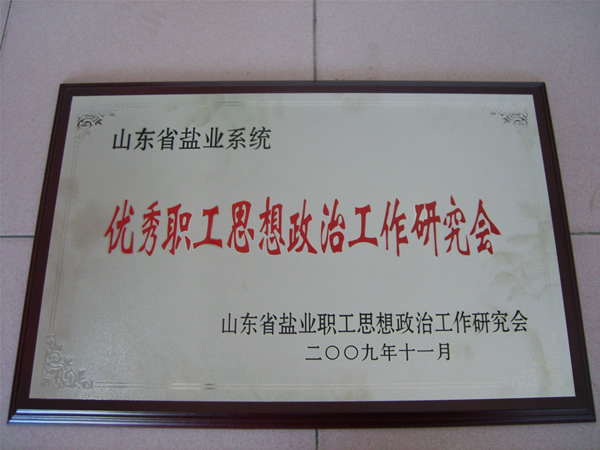 山东省盐业系统
优秀职工思想政治工作研究会
山东省盐业职工思想政治工作研究会
二〇〇九年十一月